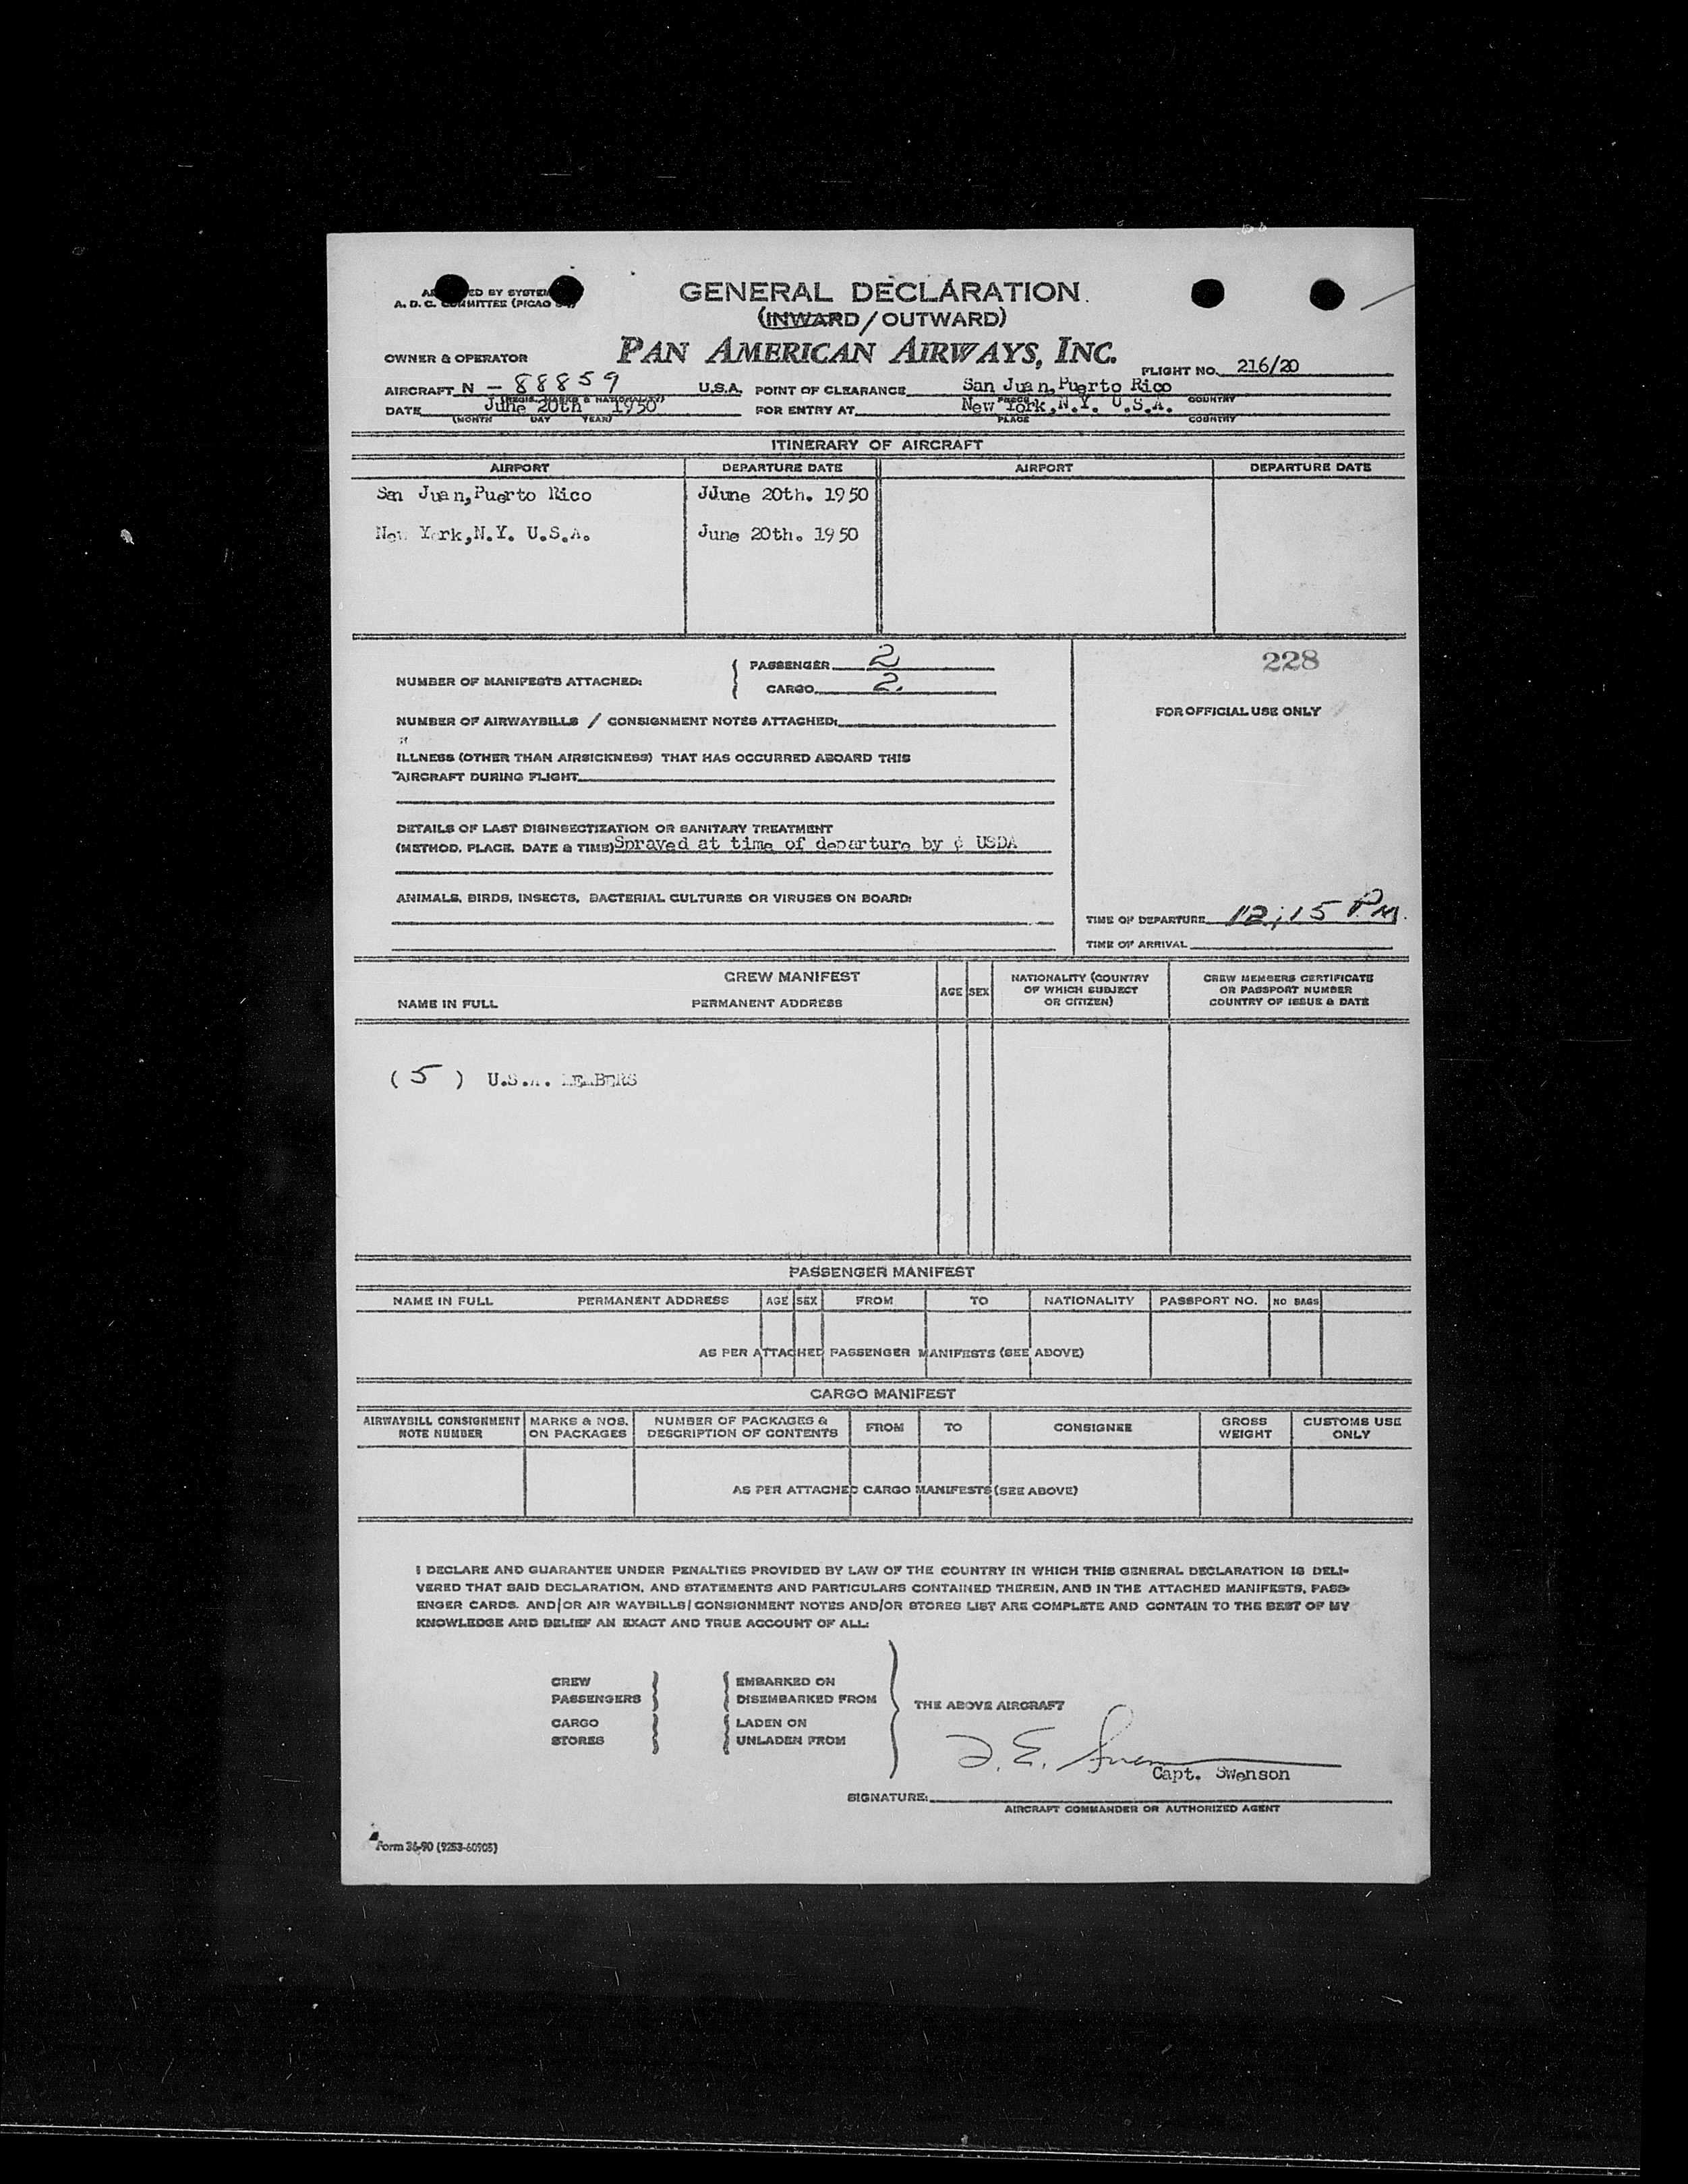 GENERAL DECLARATION
(INWARD/OUTWARD)
A. D. C. COMMITTEE (PICAO
PAN AMERICAN AIRWAYS, INC.
OWNER & OPERATOR
FLIGHT NO. 216/20
AIRCRAFT N - 88859 U.S.A. POINT OF CLEARANCE San Juan,Puerto Rico
(REGIS. MARKS & NATIONALITY) PLACE COUNTRY
DATE June 20th 1950 FOR ENTRY AT New York,N.Y. U.S.A.
(MONTH DAY YEAR) PLACE COUNTRY
ITINERARY OF AIRCRAFT
AIRPORT DEPARTURE DATE AIRPORT DEPARTURE DATE
San Juan,Puerto Rico JJune 20th. 1950
New York,N.Y. U.S.A. June 20th. 1950
228
NUMBER OF MANIFESTS ATTACHED: PASSENGER 2
CARGO 2.
FOR OFFICIAL USE ONLY
NUMBER OF AIRWAYBILLS / CONSIGNMENT NOTES ATTACHED:
ILLNESS (OTHER THAN AIRSICKNESS) THAT HAS OCCURRED ABOARD THIS
AIRCRAFT DURING FLIGHT
DETAILS OF LAST DISINSECTIZATION OR SANITARY TREATMENT
(METHOD, PLACE, DATE & TIME) Sprayed at time of departure by USDA
ANIMALS, BIRDS, INSECTS, BACTERIAL CULTURES OR VIRUSES ON BOARD:
TIME OF DEPARTURE 12;15 PM.
TIME OF ARRIVAL
CREW MANIFEST
NAME IN FULL PERMANENT ADDRESS AGE SEX
NATIONALITY (COUNTRY
OF WHICH SUBJECT
OR CITIZEN)
CREW MEMBERS CERTIFICATE
OR PASSPORT NUMBER
COUNTRY OF ISSUE & DATE
( 5 ) U.S.A. MEMBERS
PASSENGER MANIFEST
NAME IN FULL PERMANENT ADDRESS AGE SEX FROM TO NATIONALITY PASSPORT NO. NO BAGS
AS PER ATTACHED PASSENGER MANIFESTS (SEE ABOVE)
CARGO MANIFEST
AIRWAYBILL CONSIGNMENT
NOTE NUMBER
MARKS & NOS.
ON PACKAGES
NUMBER OF PACKAGES &
DESCRIPTION OF CONTENTS
FROM TO CONSIGNEE
GROSS
WEIGHT
CUSTOMS USE
ONLY
AS PER ATTACHED CARGO MANIFESTS (SEE ABOVE)
I DECLARE AND GUARANTEE UNDER PENALTIES PROVIDED BY LAW OF THE COUNTRY IN WHICH THIS GENERAL DECLARATION IS DELI-
VERED THAT SAID DECLARATION, AND STATEMENTS AND PARTICULARS CONTAINED THEREIN, AND IN THE ATTACHED MANIFESTS, PASS-
ENGER CARDS. AND/OR AIR WAYBILLS/CONSIGNMENT NOTES AND/OR STORES LIST ARE COMPLETE AND CONTAIN TO THE BEST OF MY
KNOWLEDGE AND BELIEF AN EXACT AND TRUE ACCOUNT OF ALL:
CREW EMBARKED ON
PASSENGERS DISEMBARKED FROM
THE ABOVE AIRCRAFT
CARGO LADEN ON
STORES UNLADEN FROM
Capt. Swenson
SIGNATURE:
AIRCRAFT COMMANDER OR AUTHORIZED AGENT
Form 36-90 (9253-60905)